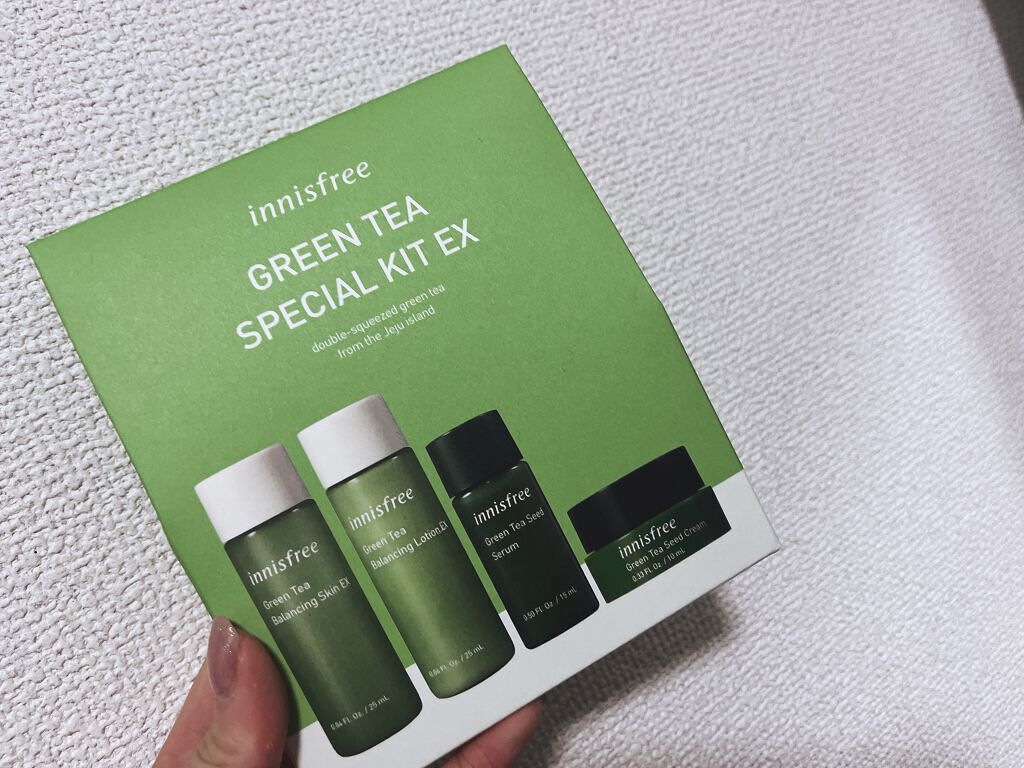 innisfree
GREEN TEA
SPECIAL KIT EX
double-squeezed green tea
from the Jeju island
innisfree
Green Tea
Balancing Skin EX
0.84 Fl. Oz. / 25 mL
innisfree
Green Tea
Balancing Lotion EX
0.84 Fl. Oz. / 25 mL
innisfree
Green Tea Seed
Serum
0.50 Fl. Oz / 15 mL
innisfree
Green Tea Seed Cream
0.33 Fl. Oz / 10 mL